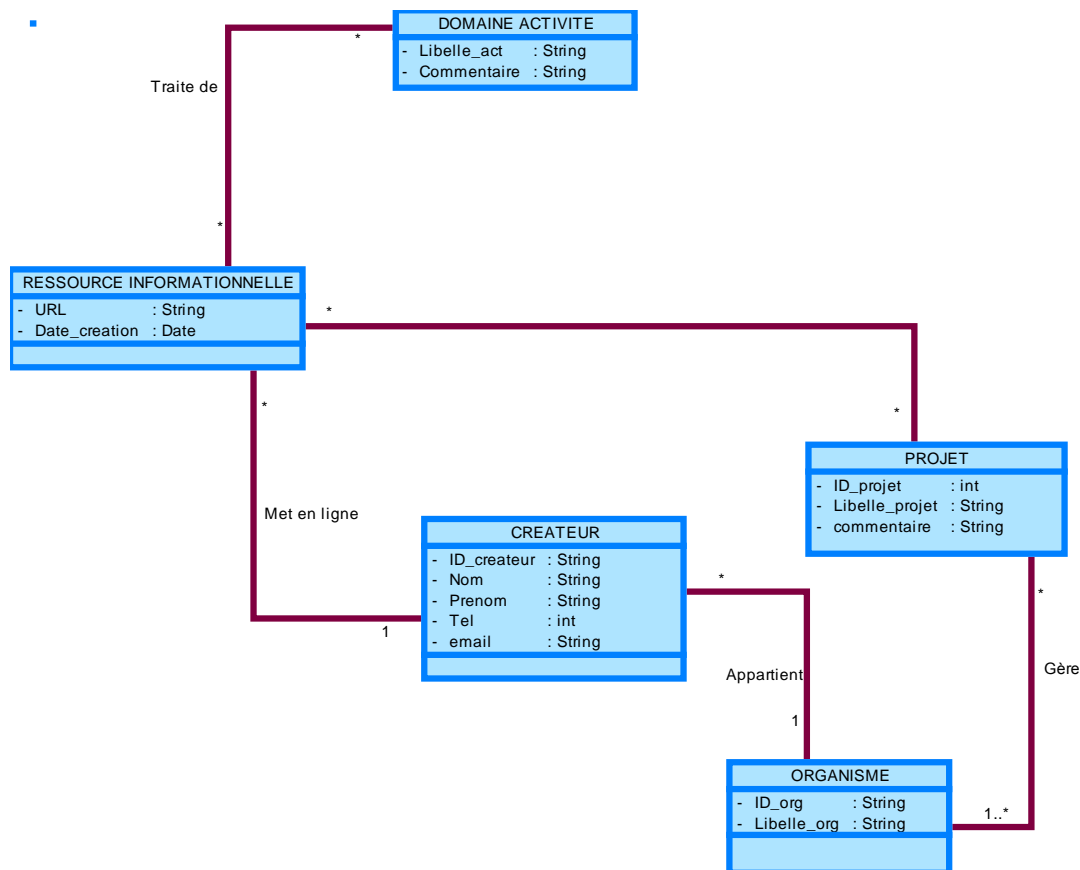 DOMAINE ACTIVITE
- Libelle_act : String
- Commentaire : String
*
Traite de
*
RESSOURCE INFORMATIONNELLE
- URL : String
- Date_creation : Date
*
*
*
PROJET
- ID_projet : int
- Libelle_projet : String
- commentaire : String
Met en ligne
CREATEUR
- ID_createur : String
- Nom : String
- Prenom : String
- Tel : int
- email : String
1
*
*
Appartient
Gère
1
ORGANISME
- ID_org : String
- Libelle_org : String
1..*